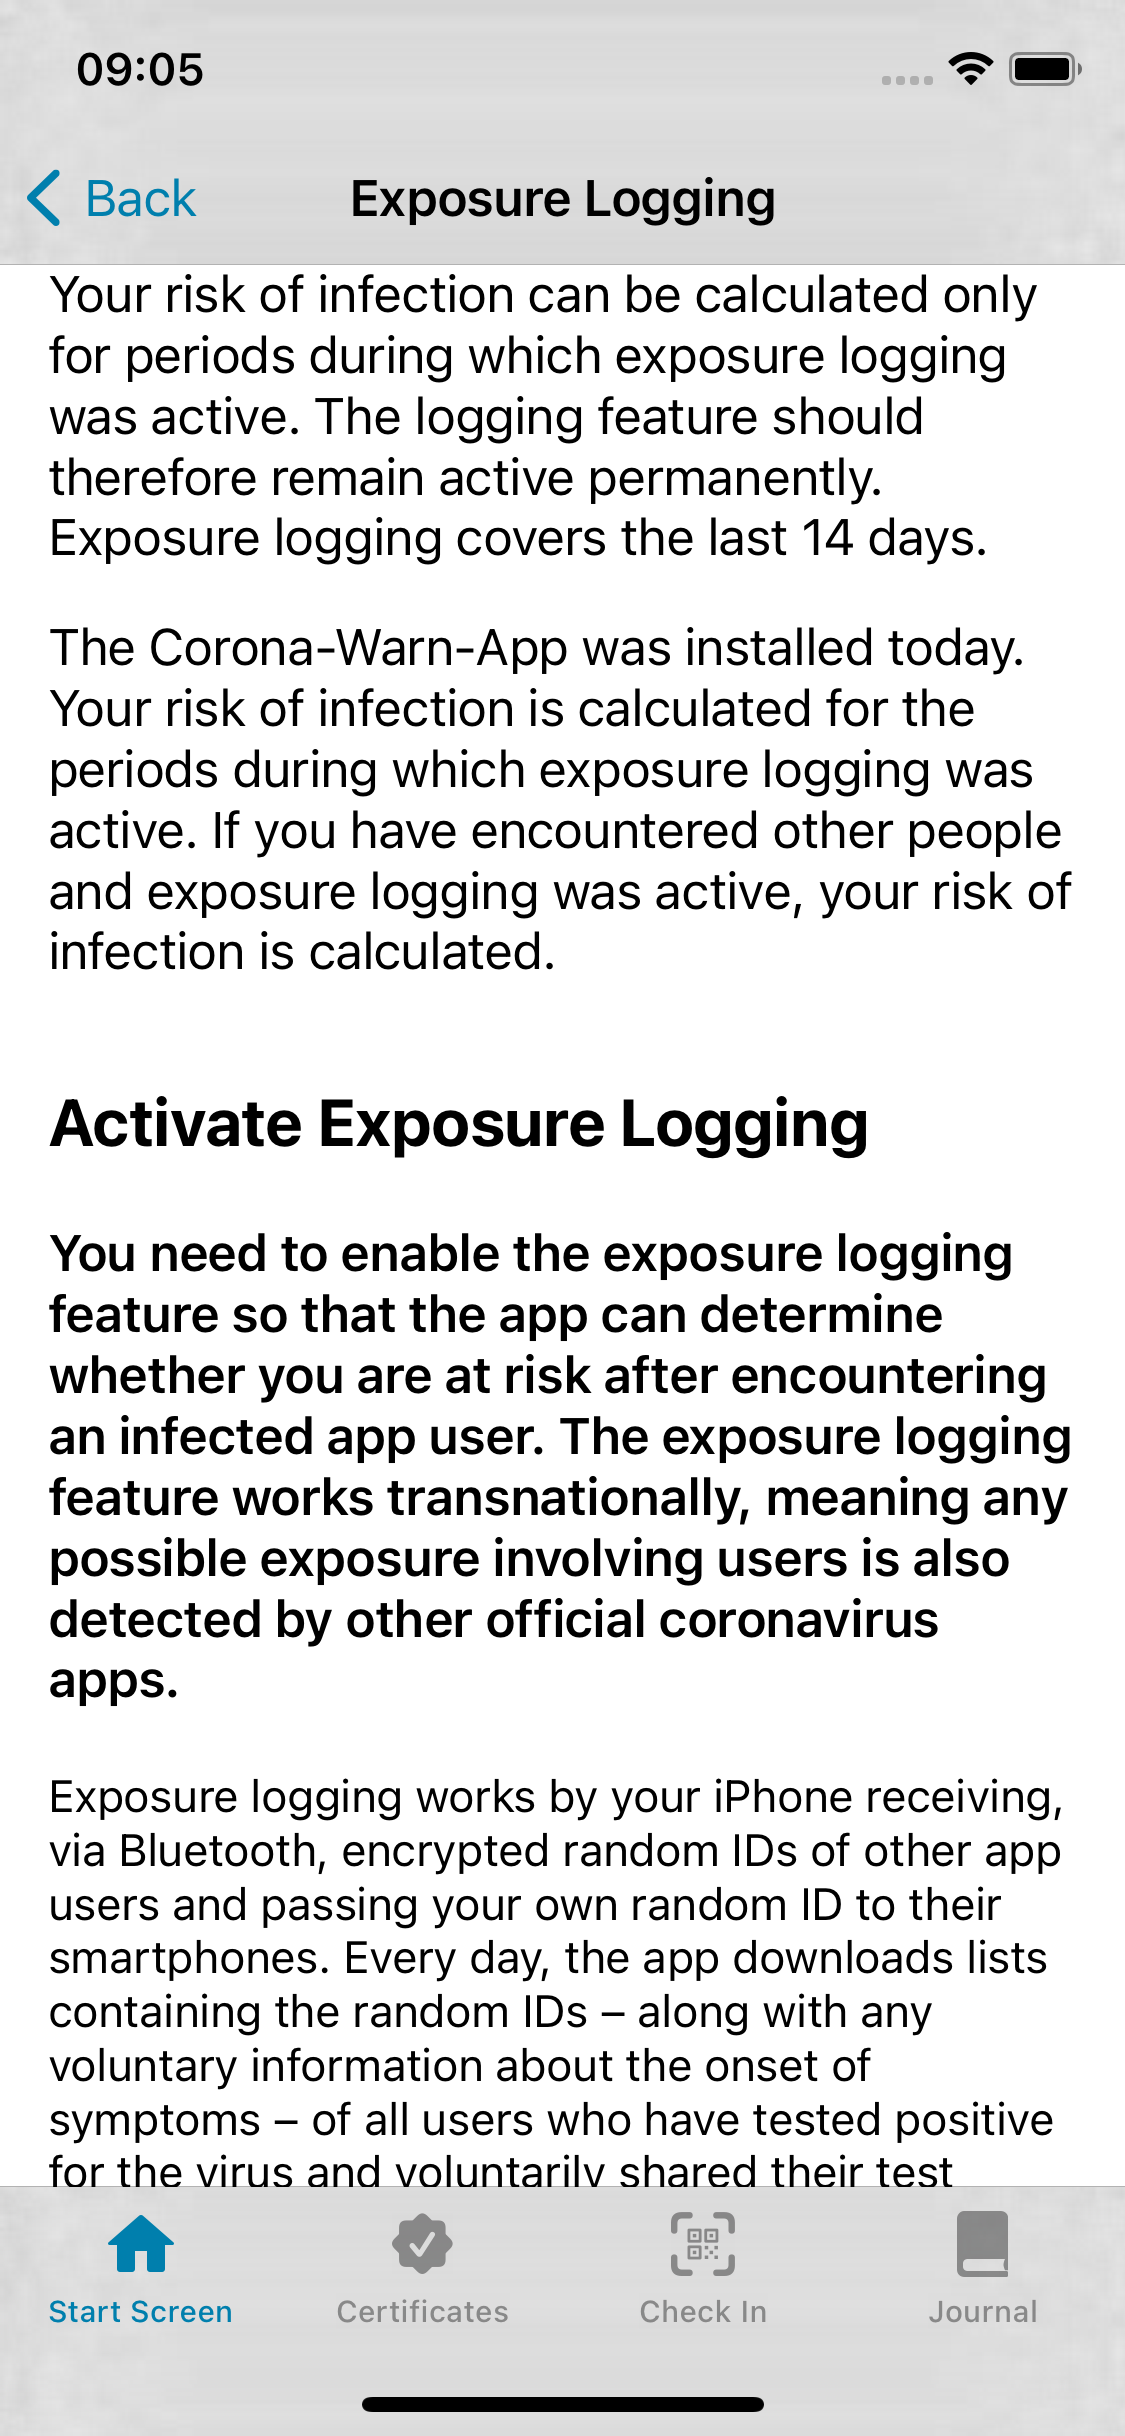 09:05
Back
Exposure Logging
Your risk of infection can be calculated only
for periods during which exposure logging
was active. The logging feature should
therefore remain active permanently.
Exposure logging covers the last 14 days.
The Corona-Warn-App was installed today.
Your risk of infection is calculated for the
periods during which exposure logging was
active. If you have encountered other people
and exposure logging was active, your risk of
infection is calculated.
Activate Exposure Logging
You need to enable the exposure logging
feature so that the app can determine
whether you are at risk after encountering
an infected app user. The exposure logging
feature works transnationally, meaning any
possible exposure involving users is also
detected by other official coronavirus
apps.
Exposure logging works by your iPhone receiving,
via Bluetooth, encrypted random IDs of other app
users and passing your own random ID to their
smartphones. Every day, the app downloads lists
containing the random IDs – along with any
voluntary information about the onset of
symptoms – of all users who have tested positive
for the virus and voluntarily shared their test
Start Screen
Certificates
Check In
Journal